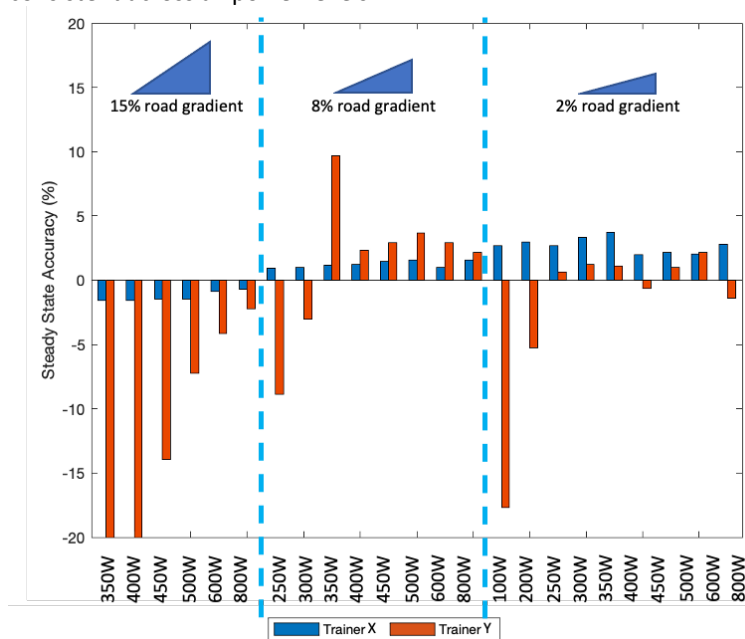 20
15
10
5
0
-5
-10
-15
-20
Steady State Accuracy (%)
15% road gradient
8% road gradient
2% road gradient
350W 400W 450W 500W 600W 800W 250W 300W 350W 400W 450W 500W 600W 800W 100W 200W 250W 300W 350W 400W 450W 500W 600W 800W
Trainer X Trainer Y